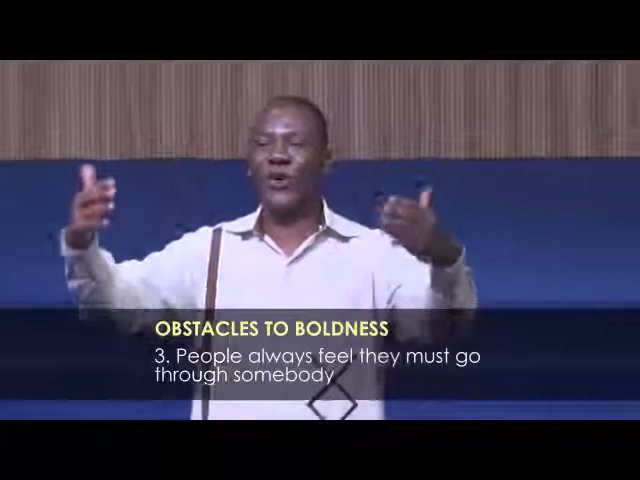 OBSTACLES TO BOLDNESS
3. People always feel they must go
through somebody